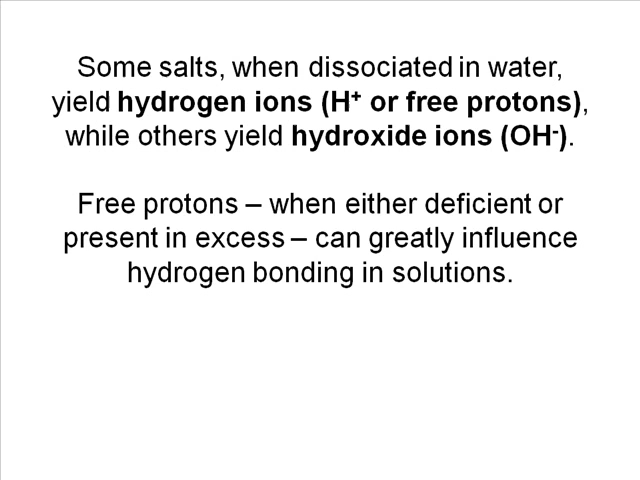 Some salts, when dissociated in water,
yield hydrogen ions (H⁺ or free protons),
while others yield hydroxide ions (OH⁻).
Free protons – when either deficient or
present in excess – can greatly influence
hydrogen bonding in solutions.